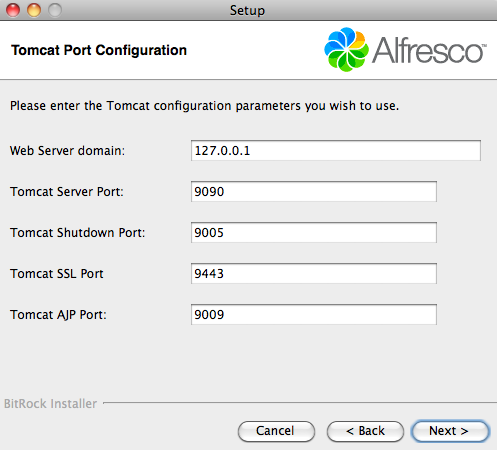 Setup
Tomcat Port Configuration
Alfresco™
Please enter the Tomcat configuration parameters you wish to use.
Web Server domain: 127.0.0.1
Tomcat Server Port: 9090
Tomcat Shutdown Port: 9005
Tomcat SSL Port 9443
Tomcat AJP Port: 9009
BitRock Installer
Cancel < Back Next >